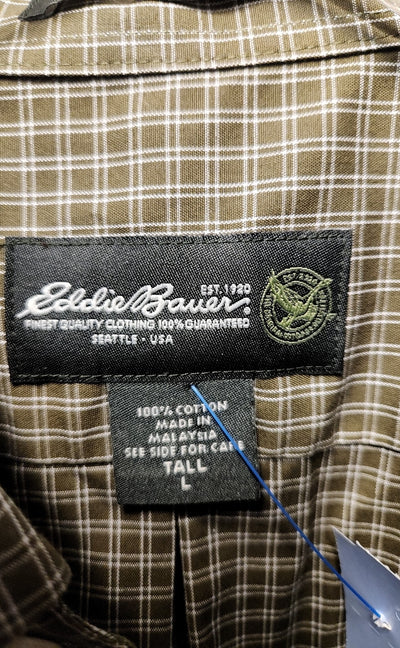 EST. 1920
Eddie Bauer
FINEST QUALITY CLOTHING 100% GUARANTEED
SEATTLE • USA
100% COTTON
MADE IN
MALAYSIA
SEE SIDE FOR CARE
TALL
L